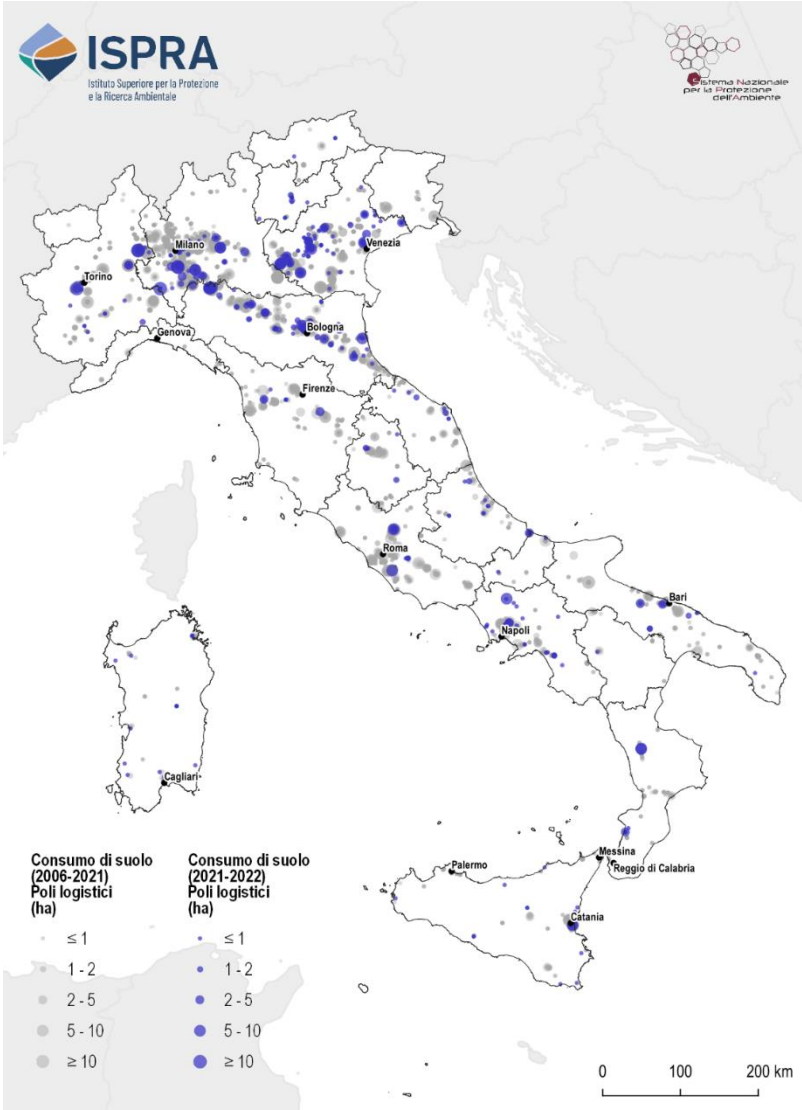 ISPRA
Istituto Superiore per la Protezione
e la Ricerca Ambientale
Sistema Nazionale
per la Protezione
dell'Ambiente
Milano
Venezia
Torino
Bologna
Genova
Firenze
Roma
Bari
Napoli
Cagliari
Messina
Palermo
Reggio di Calabria
Catania
Consumo di suolo
(2006-2021)
Poli logistici
(ha)
≤ 1
1 - 2
2 - 5
5 - 10
≥ 10
Consumo di suolo
(2021-2022)
Poli logistici
(ha)
≤ 1
1 - 2
2 - 5
5 - 10
≥ 10
0 100 200 km